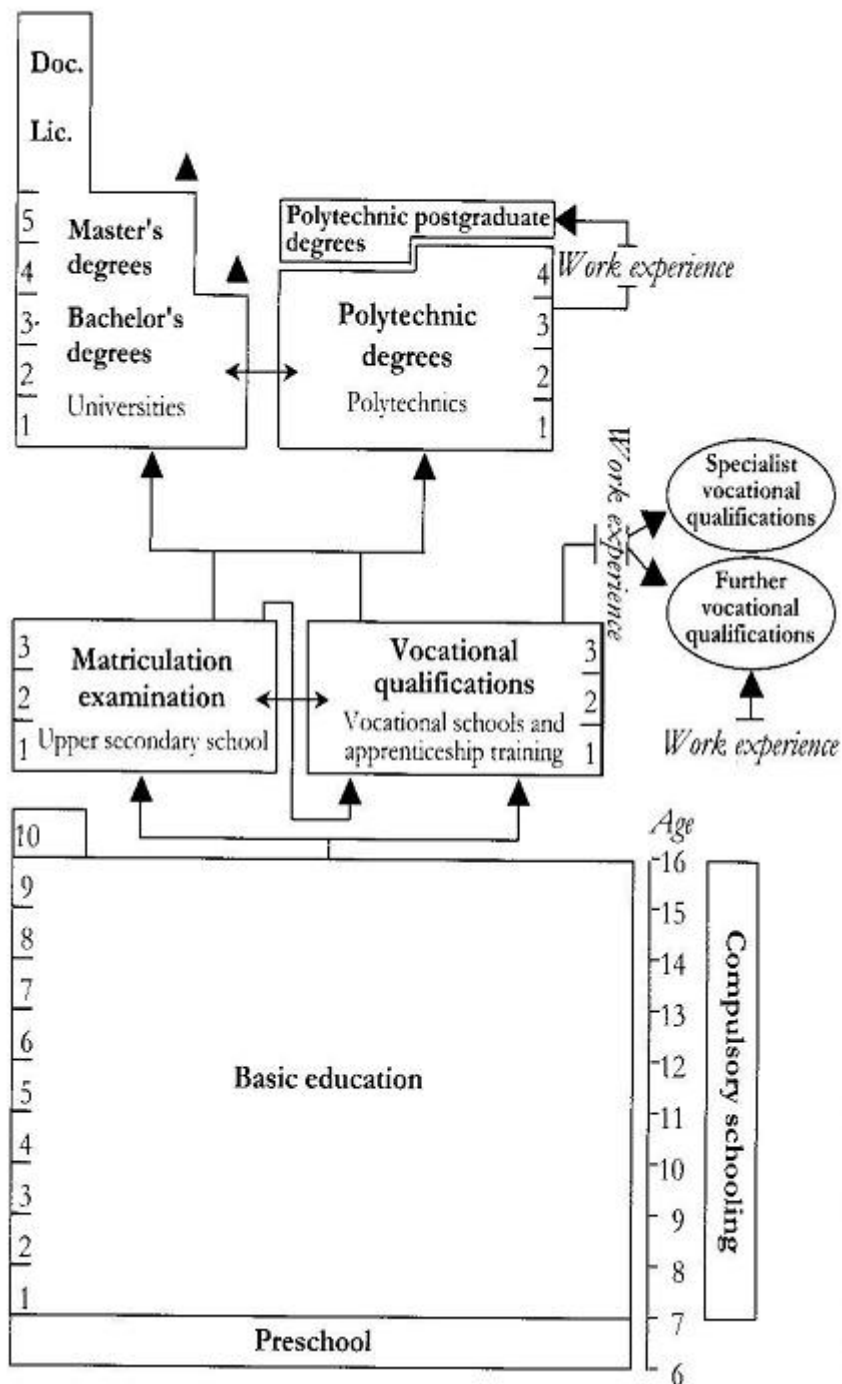 Doc.
Lic.
5
4
3
2
1
Master's
degrees
Bachelor's
degrees
Universities
Polytechnic postgraduate
degrees
Work experience
Polytechnic
degrees
Polytechnics
4
3
2
1
Work experience
Specialist
vocational
qualifications
Further
vocational
qualifications
Work experience
3
2
1
Matriculation
examination
Upper secondary school
Vocational
qualifications
Vocational schools and
apprenticeship training
3
2
1
10
9
8
7
6
5
4
3
2
1
Basic education
Preschool
Age
16
15
14
13
12
11
10
9
8
7
6
Compulsory schooling